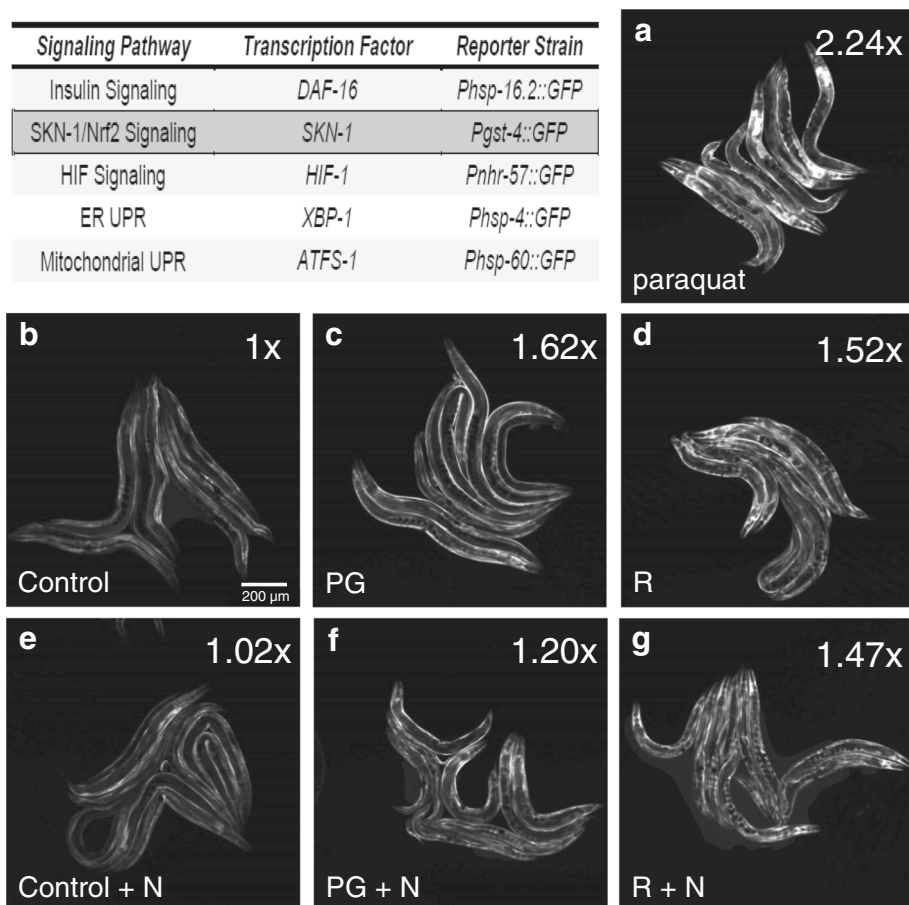 Signaling Pathway Transcription Factor Reporter Strain
Insulin Signaling DAF-16 Phsp-16.2::GFP
SKN-1/Nrf2 Signaling SKN-1 Pgst-4::GFP
HIF Signaling HIF-1 Pnhr-57::GFP
ER UPR XBP-1 Phsp-4::GFP
Mitochondrial UPR ATFS-1 Phsp-60::GFP
a
2.24x
paraquat
b
1x
Control
200 µm
c
1.62x
PG
d
1.52x
R
e
1.02x
Control + N
f
1.20x
PG + N
g
1.47x
R + N